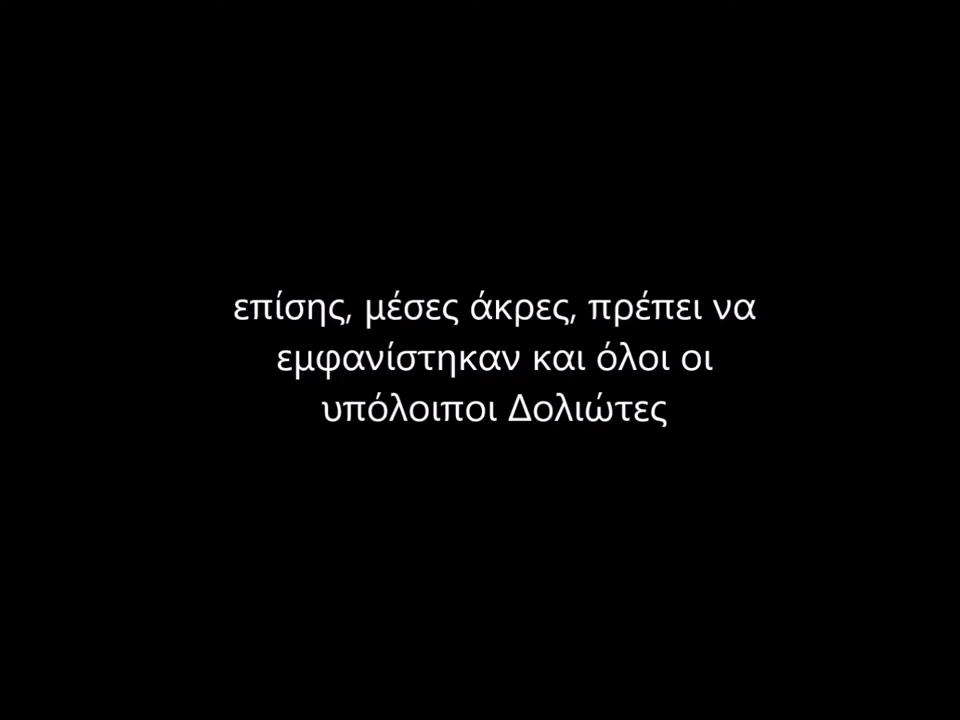 επίσης, μέσες άκρες, πρέπει να
εμφανίστηκαν και όλοι οι
υπόλοιποι Δολιώτες